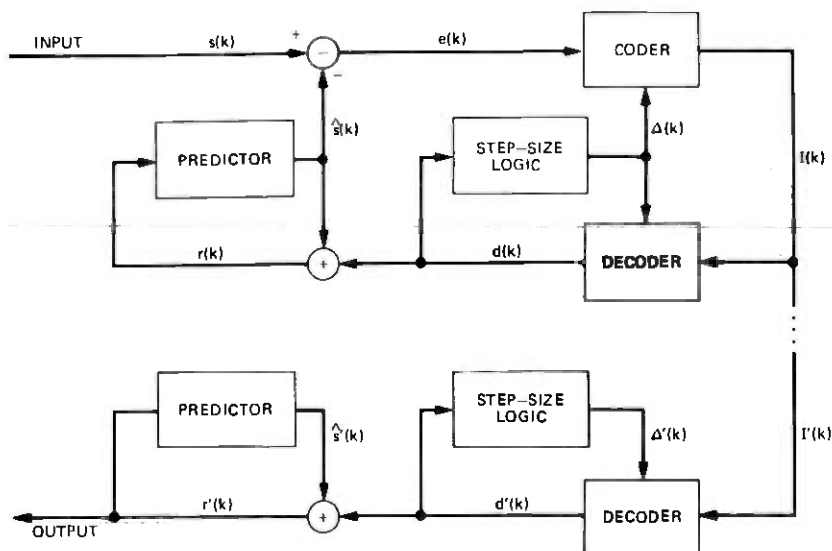 INPUT
s(k)
+
−
e(k)
CODER
−
ŝ(k)
Δ(k)
PREDICTOR
STEP-SIZE
LOGIC
I(k)
r(k)
+
d(k)
DECODER
PREDICTOR
ŝ'(k)
STEP-SIZE
LOGIC
Δ'(k)
I'(k)
r'(k)
+
d'(k)
DECODER
OUTPUT